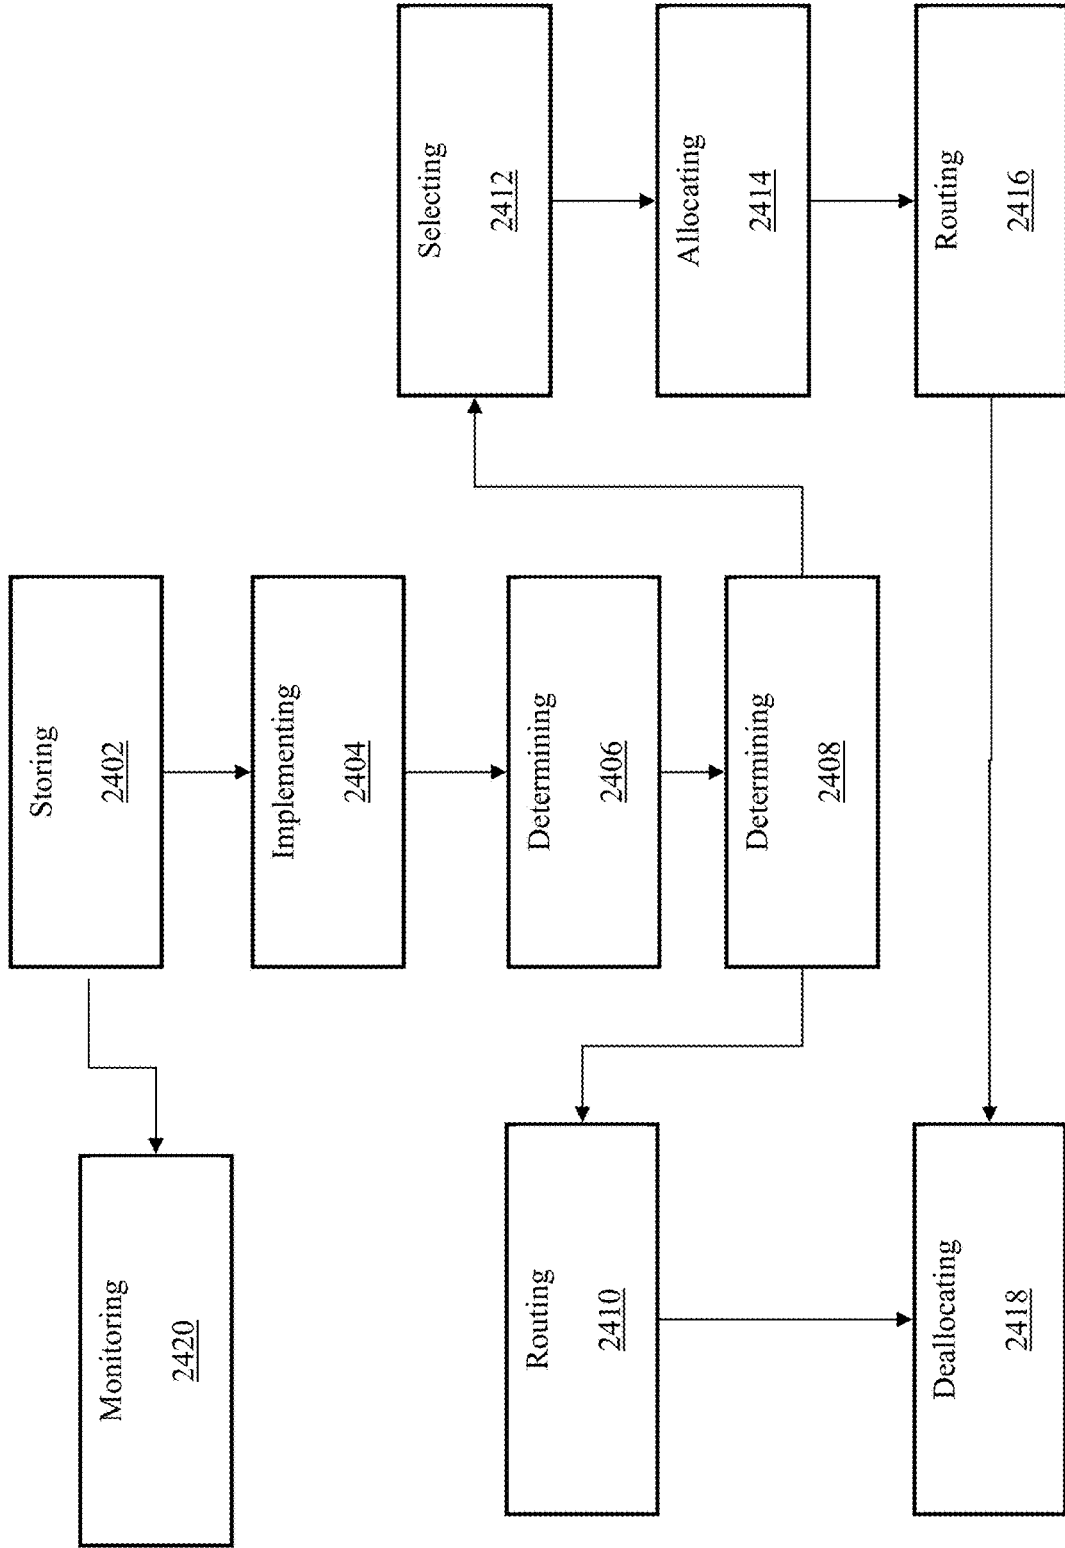 Storing
2402
Implementing
2404
Determining
2406
Determining
2408
Routing
2410
Selecting
2412
Allocating
2414
Routing
2416
Deallocating
2418
Monitoring
2420